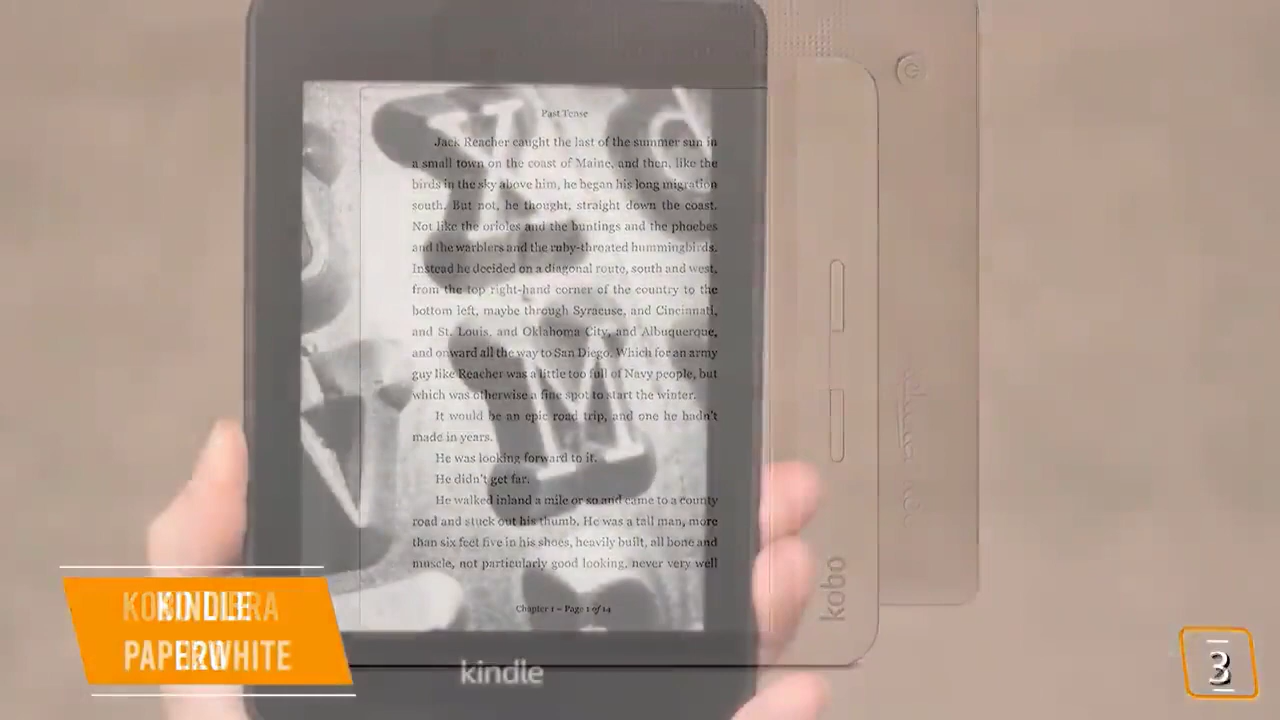 Past Tense
Jack Reacher caught the last of the summer sun in
a small town on the coast of Maine, and then, like the
birds in the sky above him, he began his long migration
south. But not, he thought, straight down the coast.
Not like the orioles and the buntings and the phoebes
and the warblers and the ruby-throated hummingbirds.
Instead he decided on a diagonal route, south and west,
from the top right-hand corner of the country to the
bottom left, maybe through Syracuse, and Cincinnati,
and St. Louis, and Oklahoma City, and Albuquerque,
and onward all the way to San Diego. Which for an army
guy like Reacher was a little too full of Navy people, but
which was otherwise a fine spot to start the winter.
It would be an epic road trip, and one he hadn't
made in years.
He was looking forward to it.
He didn't get far.
He walked inland a mile or so and came to a county
road and stuck out his thumb. He was a tall man, more
than six feet five in his shoes, heavily built, all bone and
muscle, not particularly good looking, never very well
Chapter 1 – Page 1 of 14
kindle
kobo
KINDLE
PAPERWHITE
3